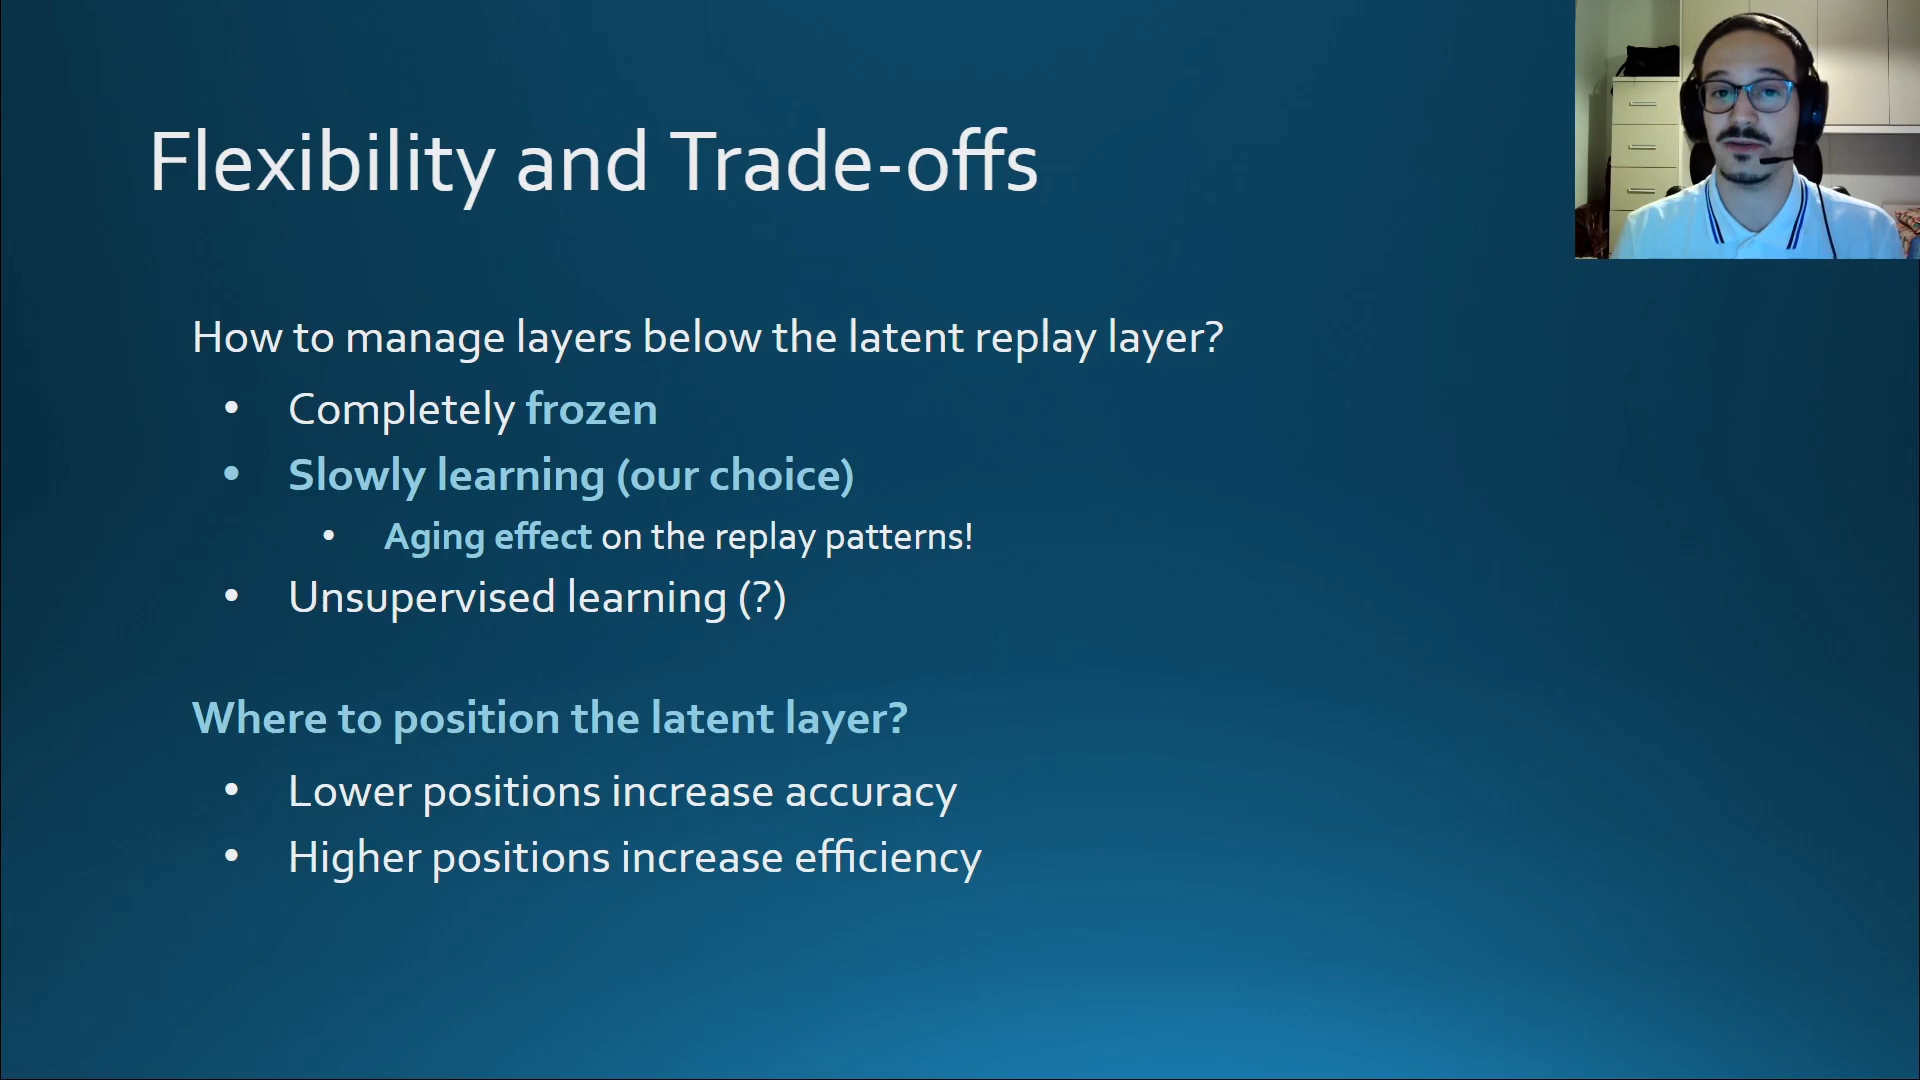 Flexibility and Trade-offs
How to manage layers below the latent replay layer?
• Completely frozen
• Slowly learning (our choice)
• Aging effect on the replay patterns!
• Unsupervised learning (?)
Where to position the latent layer?
• Lower positions increase accuracy
• Higher positions increase efficiency